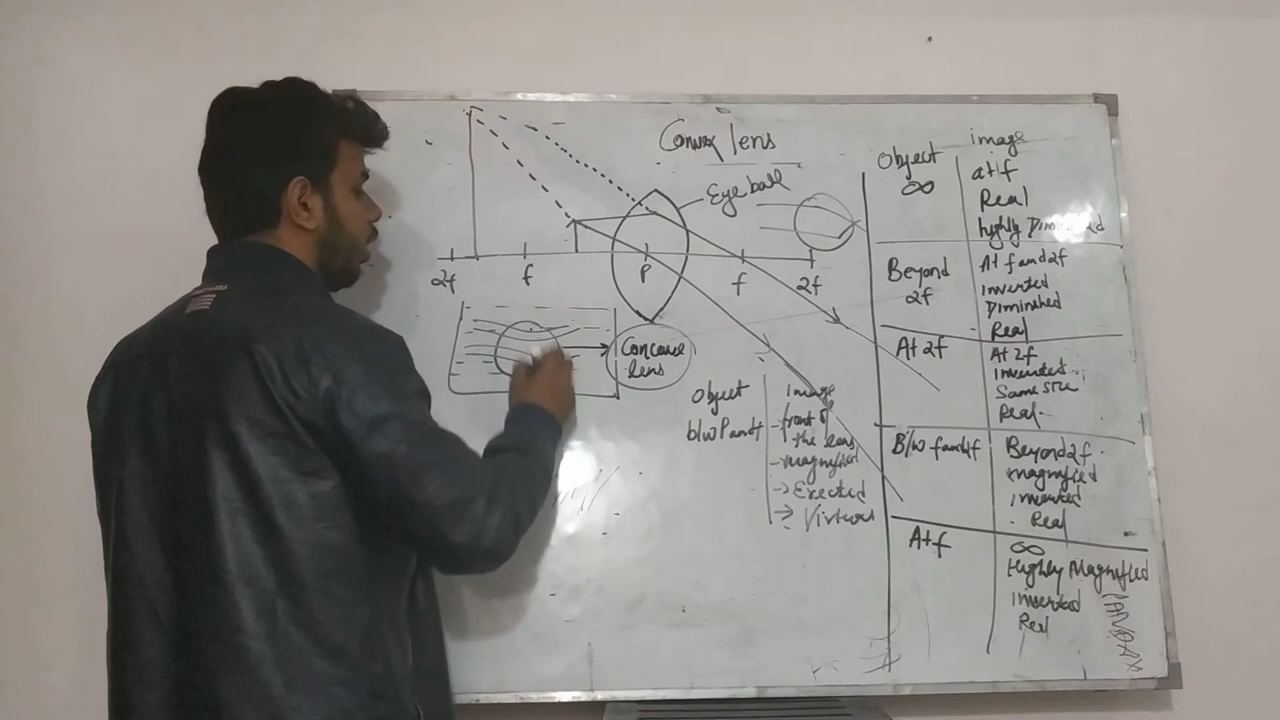 Convex lens
Eye ball
2f f P f 2f
Concave
lens
Object Image
b/w P and f - front of
the lens
- magnified
-> Erected
-> Virtual
Object image
∞ at f
Real
highly Diminished
Beyond At f and 2f
2f Inverted
Diminished
Real
At 2f At 2f
Inverted
Same size
Real
B/w f and 2f Beyond 2f
magnified
inverted
Real
At f ∞
Highly Magnified
inverted
Real